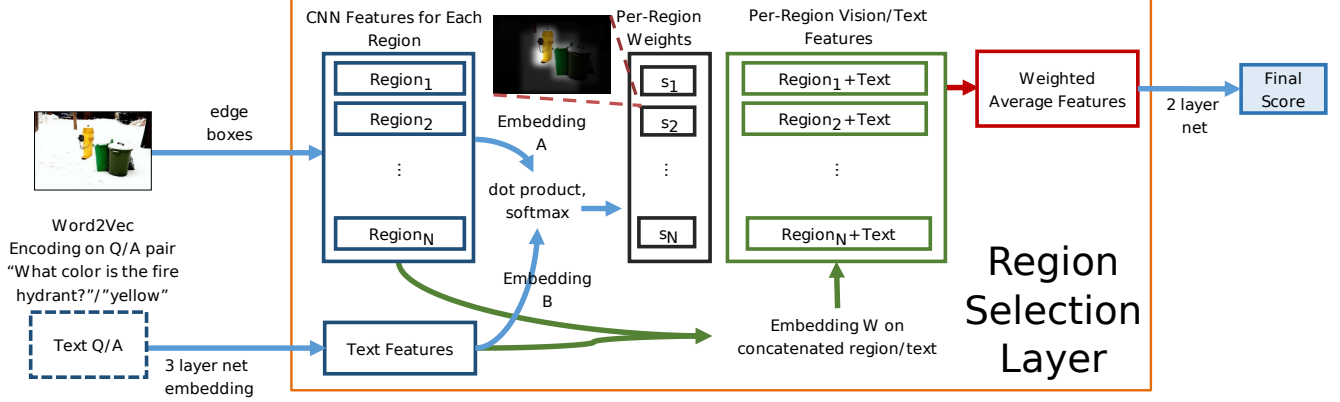 CNN Features for Each
Region
Region1
Region2
⋮
RegionN
Per-Region
Weights
s1
s2
⋮
sN
Per-Region Vision/Text
Features
Region1+Text
Region2+Text
⋮
RegionN+Text
Weighted
Average Features
2 layer
net
Final
Score
edge
boxes
Embedding
A
dot product,
softmax
Embedding
B
Word2Vec
Encoding on Q/A pair
“What color is the fire
hydrant?”/”yellow”
Text Q/A
3 layer net
embedding
Text Features
Embedding W on
concatenated region/text
Region
Selection
Layer